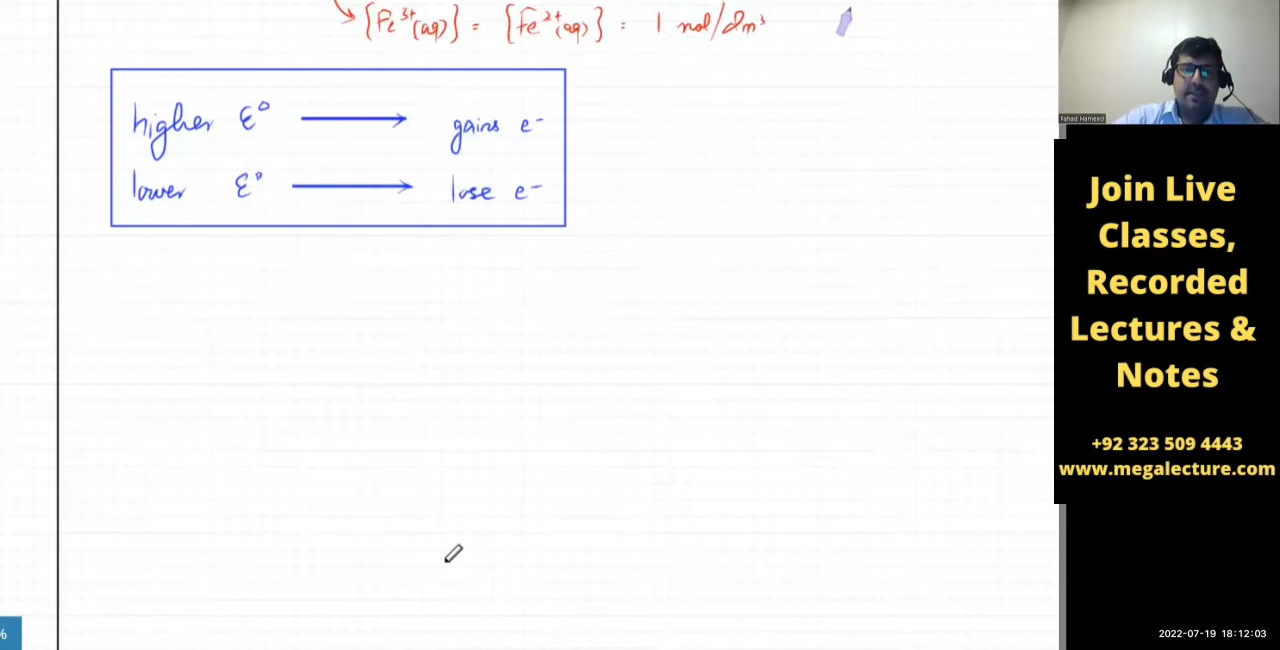 [Fe³⁺(aq)] = [Fe²⁺(aq)] = 1 mol/dm³
higher Ɛ° ⟶ gains e⁻
lower Ɛ° ⟶ lose e⁻
Fahad Hameed
Join Live
Classes,
Recorded
Lectures &
Notes
+92 323 509 4443
www.megalecture.com
%
2022-07-19 18:12:03